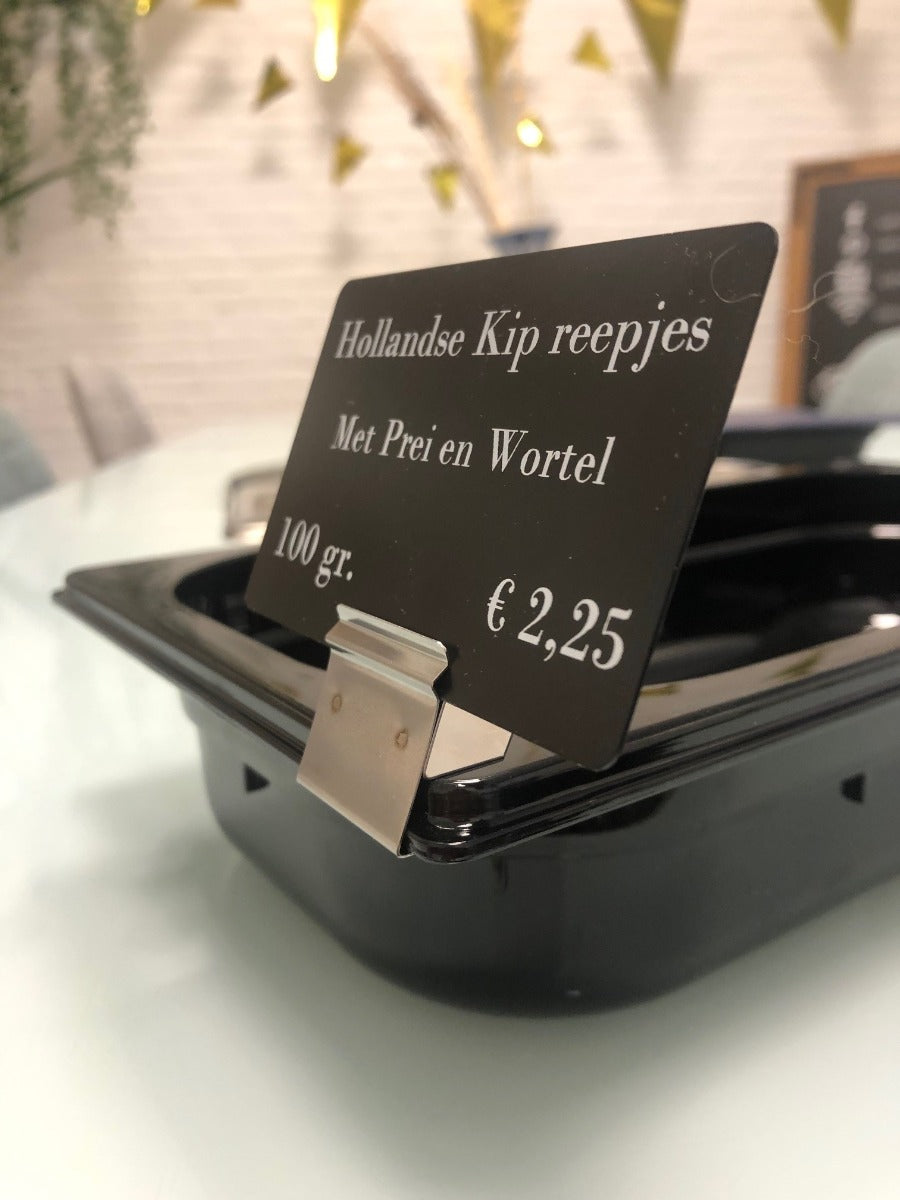 Hollandse Kip reepjes
Met Prei en Wortel
100 gr.
€ 2,25